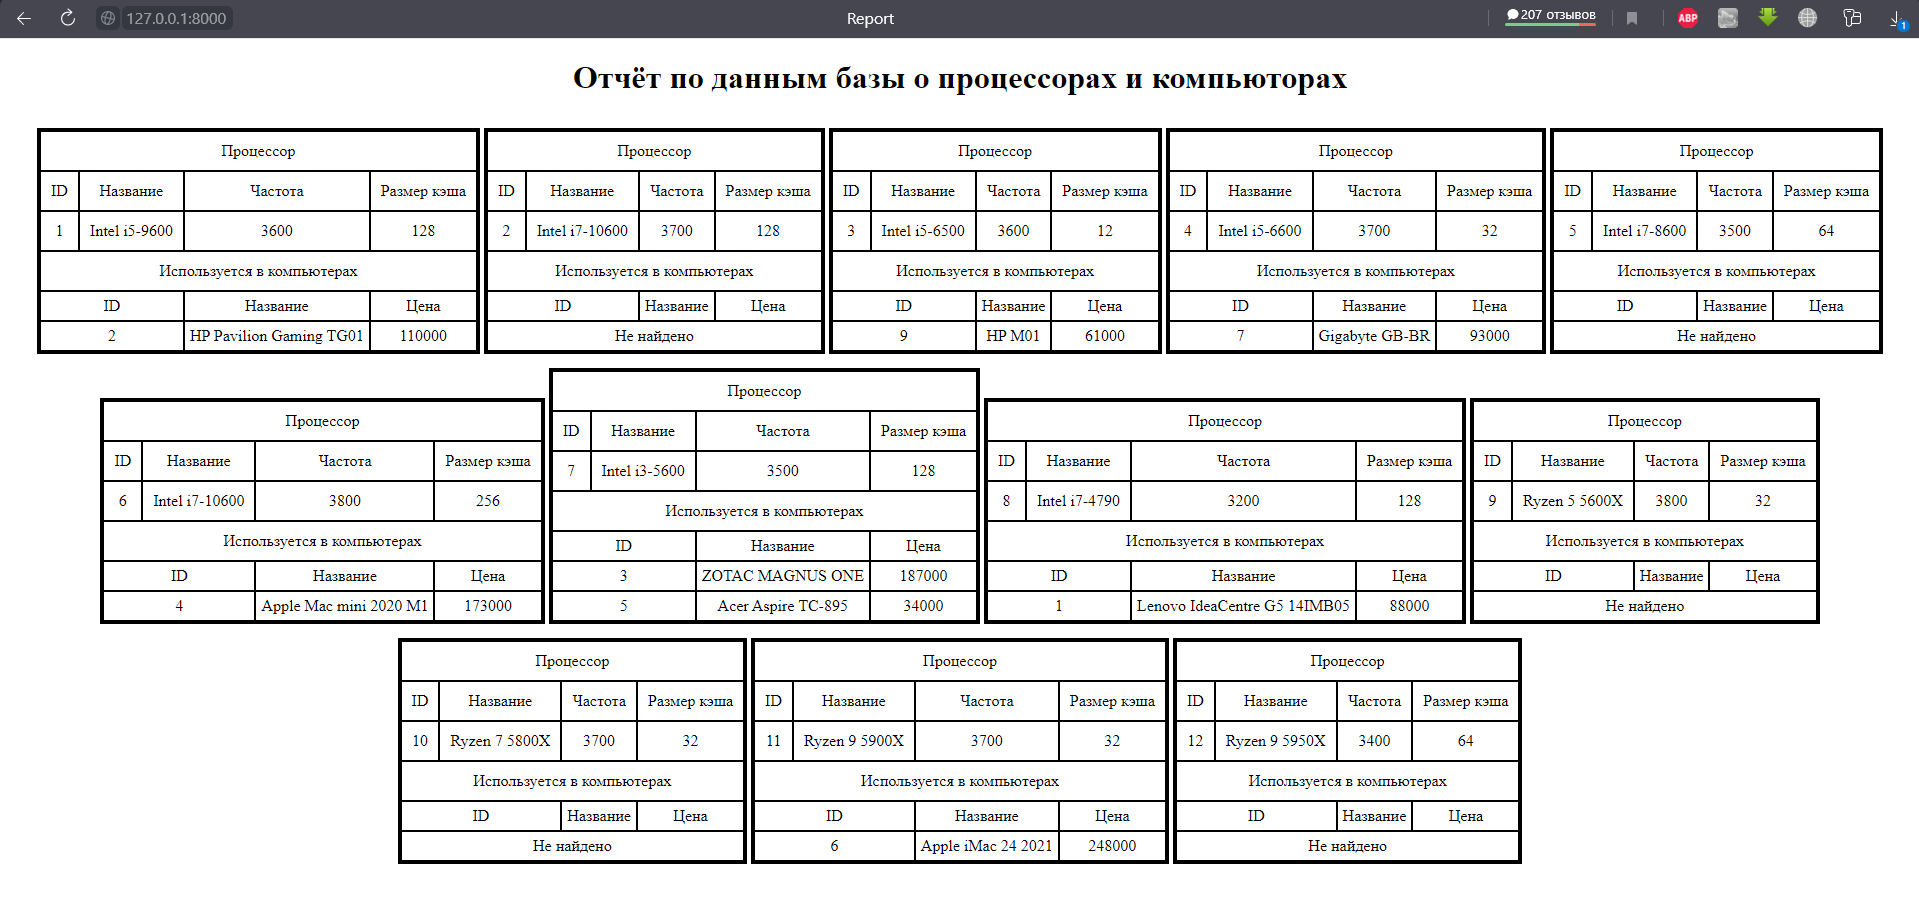 127.0.0.1:8000
Report
207 отзывов
ABP
1
Отчёт по данным базы о процессорах и компьюторах
Процессор
ID Название Частота Размер кэша
1 Intel i5-9600 3600 128
Используется в компьютерах
ID Название Цена
2 HP Pavilion Gaming TG01 110000
Процессор
ID Название Частота Размер кэша
2 Intel i7-10600 3700 128
Используется в компьютерах
ID Название Цена
Не найдено
Процессор
ID Название Частота Размер кэша
3 Intel i5-6500 3600 12
Используется в компьютерах
ID Название Цена
9 HP M01 61000
Процессор
ID Название Частота Размер кэша
4 Intel i5-6600 3700 32
Используется в компьютерах
ID Название Цена
7 Gigabyte GB-BR 93000
Процессор
ID Название Частота Размер кэша
5 Intel i7-8600 3500 64
Используется в компьютерах
ID Название Цена
Не найдено
Процессор
ID Название Частота Размер кэша
6 Intel i7-10600 3800 256
Используется в компьютерах
ID Название Цена
4 Apple Mac mini 2020 M1 173000
Процессор
ID Название Частота Размер кэша
7 Intel i3-5600 3500 128
Используется в компьютерах
ID Название Цена
3 ZOTAC MAGNUS ONE 187000
5 Acer Aspire TC-895 34000
Процессор
ID Название Частота Размер кэша
8 Intel i7-4790 3200 128
Используется в компьютерах
ID Название Цена
1 Lenovo IdeaCentre G5 14IMB05 88000
Процессор
ID Название Частота Размер кэша
9 Ryzen 5 5600X 3800 32
Используется в компьютерах
ID Название Цена
Не найдено
Процессор
ID Название Частота Размер кэша
10 Ryzen 7 5800X 3700 32
Используется в компьютерах
ID Название Цена
Не найдено
Процессор
ID Название Частота Размер кэша
11 Ryzen 9 5900X 3700 32
Используется в компьютерах
ID Название Цена
6 Apple iMac 24 2021 248000
Процессор
ID Название Частота Размер кэша
12 Ryzen 9 5950X 3400 64
Используется в компьютерах
ID Название Цена
Не найдено